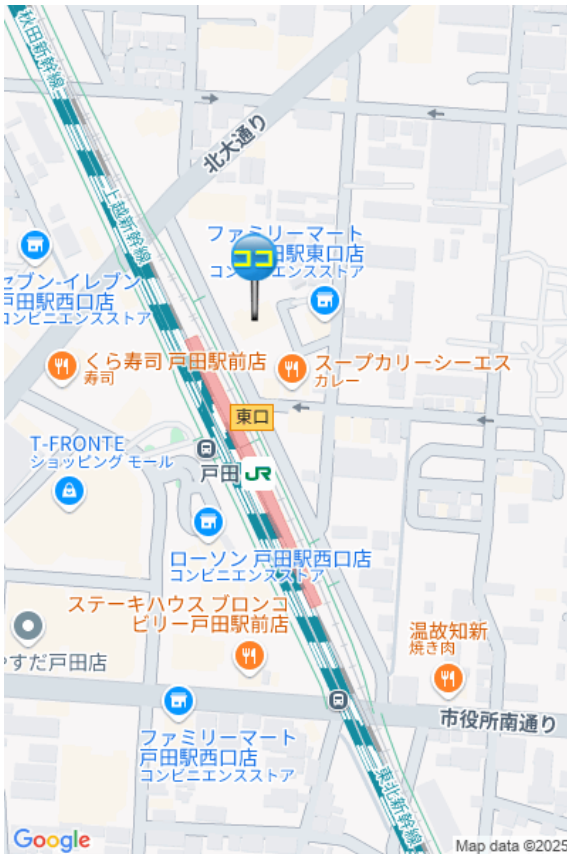 秋田新幹線
北大通り
上越新幹線
ファミリーマート
田駅東口店
コンビニエンスストア
ココ
セブン-イレブン
戸田駅西口店
コンビニエンスストア
くら寿司 戸田駅前店
寿司
スープカリーシーエス
カレー
東口
T-FRONTE
ショッピング モール
戸田
JR
ローソン 戸田駅西口店
コンビニエンスストア
ステーキハウス ブロンコ
ビリー戸田駅前店
温故知新
焼き肉
やすだ戸田店
市役所南通り
ファミリーマート
戸田駅西口店
コンビニエンスストア
東北新幹線
Google
Map data ©2025